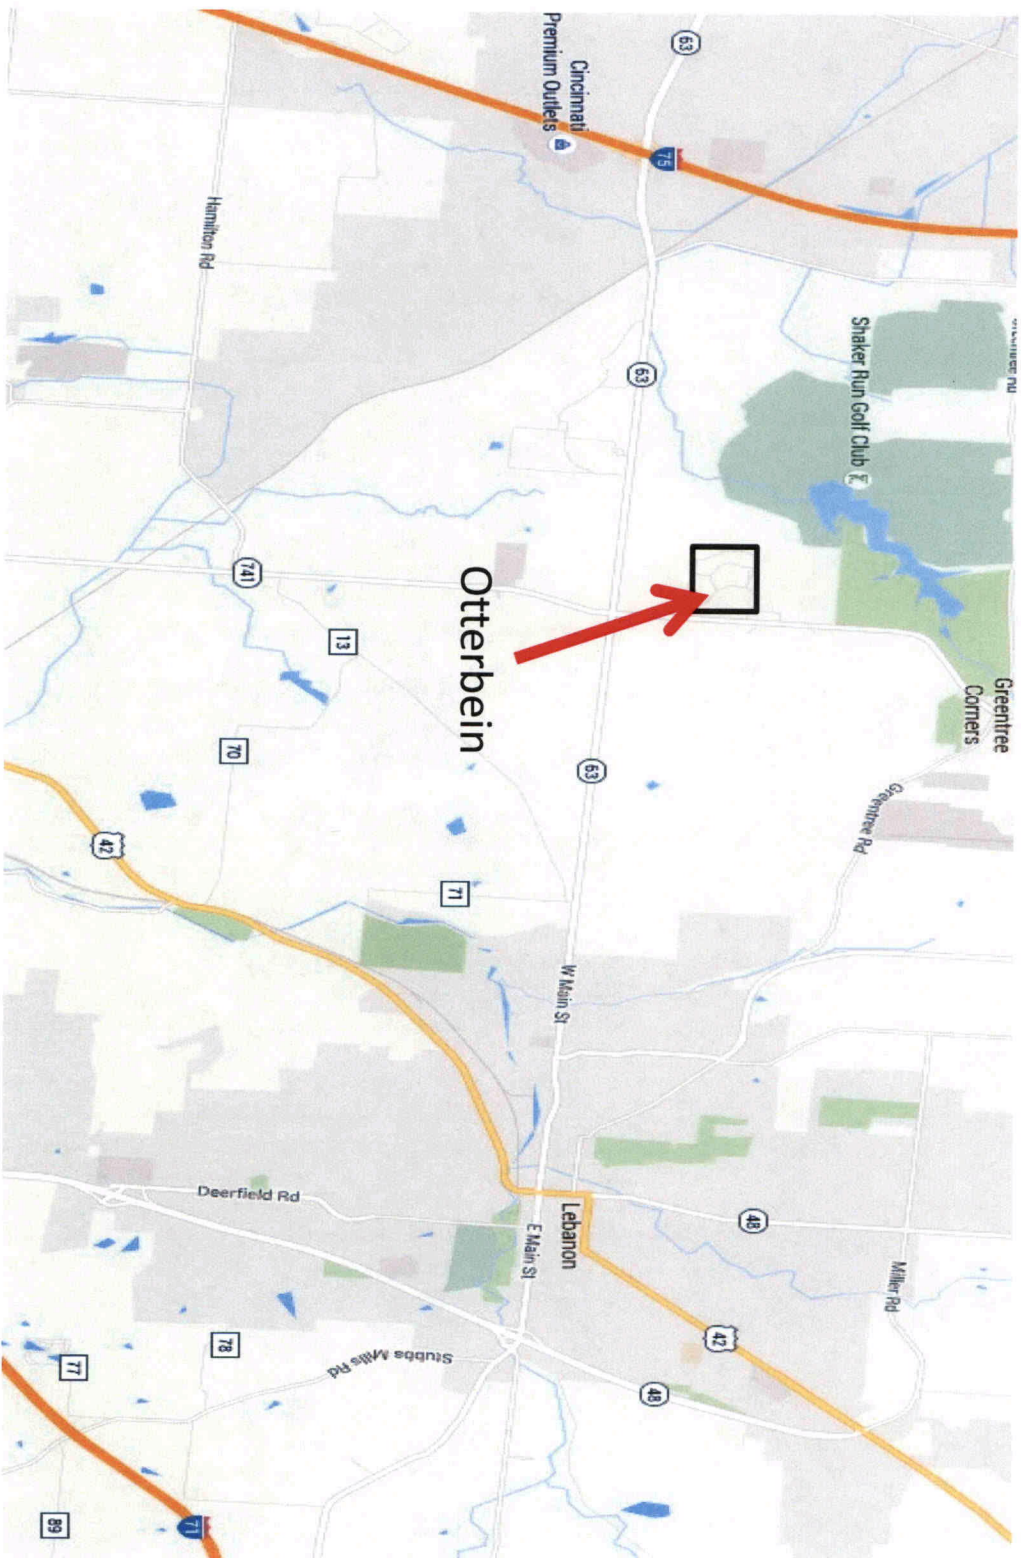 Greentree
Corners
Miller Rd
Greentree Rd
Shaker Run Golf Club
48
42
63
75
48
63
63
Cincinnati
Premium Outlets
Lebanon
W Main St
E Main St
Otterbein
71
Stubbs Mills Rd
13
741
Deerfield Rd
70
78
Hamilton Rd
71
42
77
89